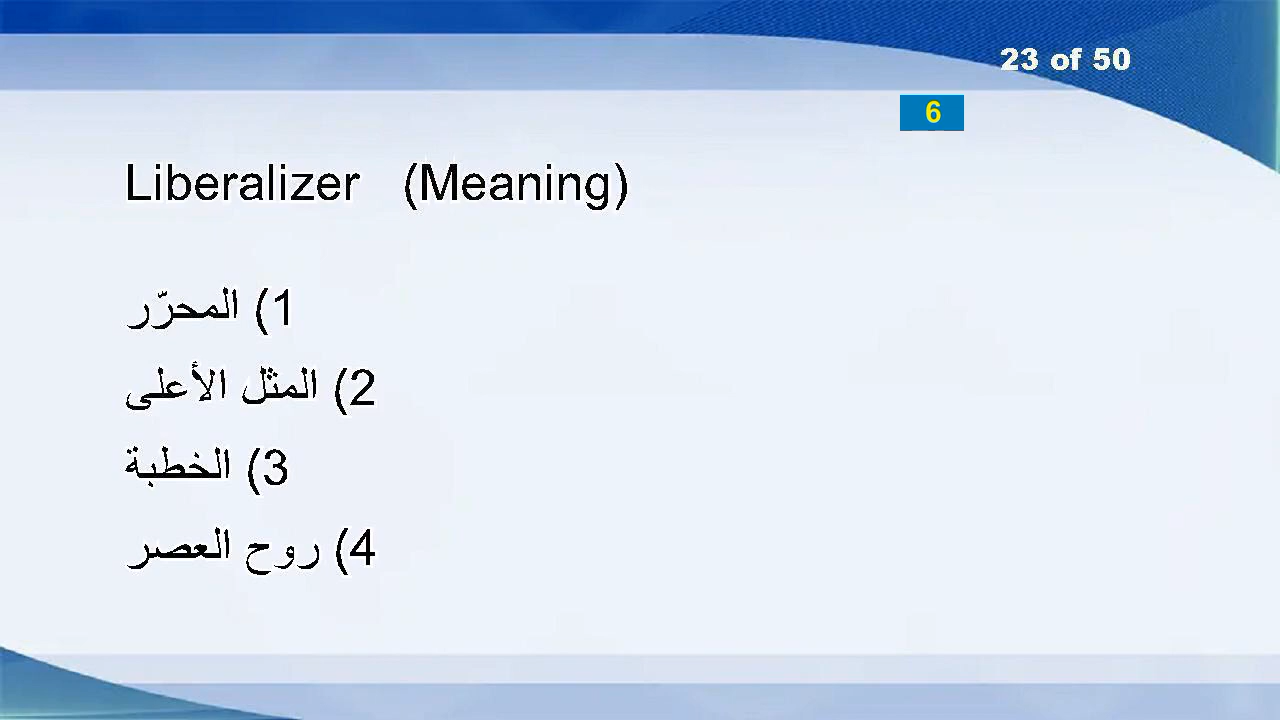 23 of 50
6
Liberalizer (Meaning)
1) المحرّر
2) المثل الأعلى
3) الخطبة
4) روح العصر